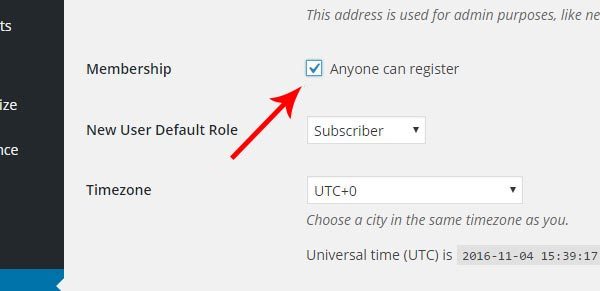 This address is used for admin purposes, like ne
ts
Membership
Anyone can register
ize
New User Default Role
Subscriber
nce
Timezone
UTC+0
Choose a city in the same timezone as you.
Universal time (UTC) is 2016-11-04 15:39:17